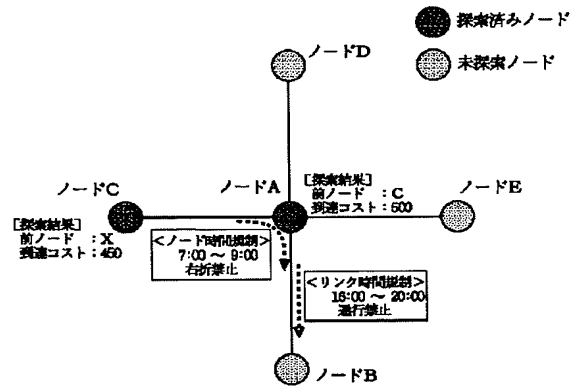 探索済みノード
未探索ノード
ノードD
ノードC
ノードA
ノードE
[探索結果]
前ノード :C
到達コスト:500
[探索結果]
前ノード :X
到達コスト:450
<ノード時間規制>
7:00 ~ 9:00
右折禁止
<リンク時間規制>
16:00 ~ 20:00
通行禁止
ノードB